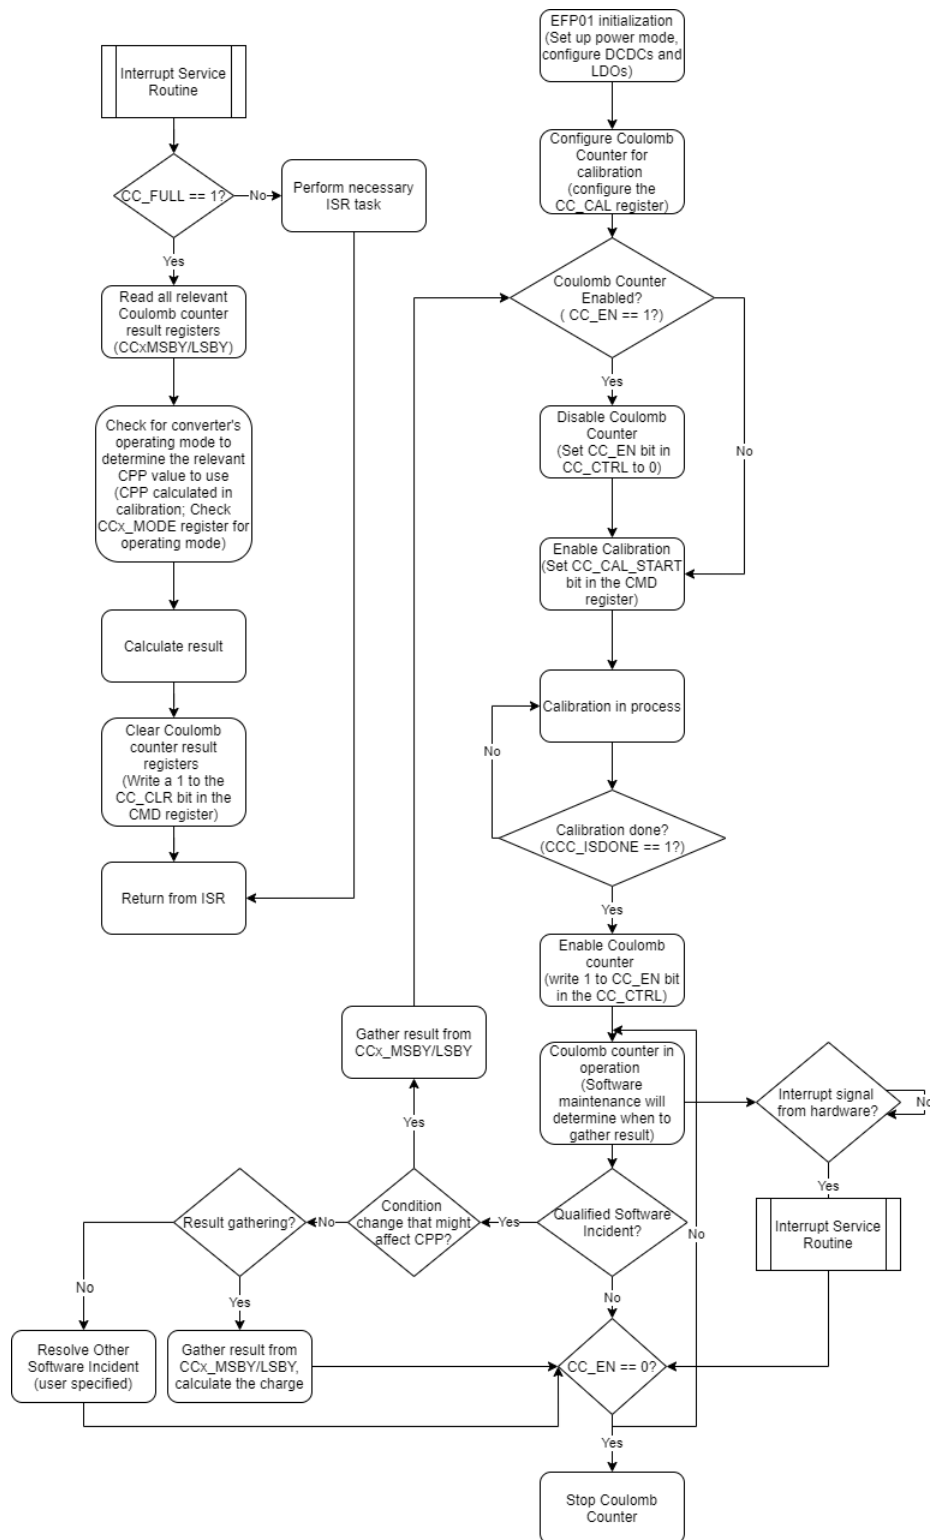 Interrupt Service
Routine
CC_FULL == 1?
No
Perform necessary
ISR task
Yes
Read all relevant
Coulomb counter
result registers
(CCxMSBY/LSBY)
Check for converter's
operating mode to
determine the relevant
CPP value to use
(CPP calculated in
calibration; Check
CCx_MODE register for
operating mode)
Calculate result
Clear Coulomb
counter result
registers
(Write a 1 to the
CC_CLR bit in the
CMD register)
Return from ISR
EFP01 initialization
(Set up power mode,
configure DCDCs and
LDOs)
Configure Coulomb
Counter for
calibration
(configure the
CC_CAL register)
Coulomb Counter
Enabled?
( CC_EN == 1?)
Yes
No
Disable Coulomb
Counter
(Set CC_EN bit in
CC_CTRL to 0)
Enable Calibration
(Set CC_CAL_START
bit in the CMD
register)
Calibration in process
No
Calibration done?
(CCC_ISDONE == 1?)
Yes
Enable Coulomb
counter
(write 1 to CC_EN bit
in the CC_CTRL)
Gather result from
CCx_MSBY/LSBY
Coulomb counter in
operation
(Software
maintenance will
determine when to
gather result)
Interrupt signal
from hardware?
No
Yes
Interrupt Service
Routine
Yes
Qualified Software
Incident?
Yes
Condition
change that might
affect CPP?
No
Result gathering?
No
Yes
No
No
Resolve Other
Software Incident
(user specified)
Gather result from
CCx_MSBY/LSBY,
calculate the charge
CC_EN == 0?
Yes
Stop Coulomb
Counter